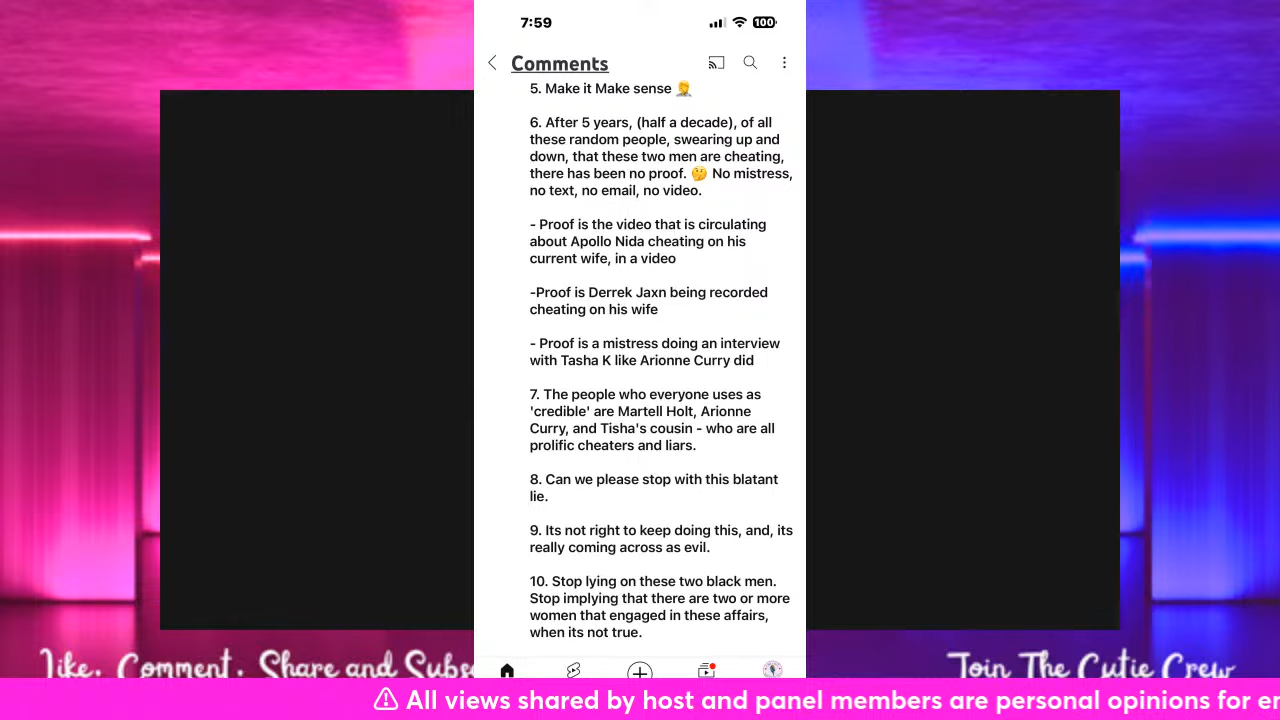 7:59
100
Comments
5. Make it Make sense 🤦
6. After 5 years, (half a decade), of all
these random people, swearing up and
down, that these two men are cheating,
there has been no proof. 🤔 No mistress,
no text, no email, no video.
- Proof is the video that is circulating
about Apollo Nida cheating on his
current wife, in a video
-Proof is Derrek Jaxn being recorded
cheating on his wife
- Proof is a mistress doing an interview
with Tasha K like Arionne Curry did
7. The people who everyone uses as
'credible' are Martell Holt, Arionne
Curry, and Tisha's cousin - who are all
prolific cheaters and liars.
8. Can we please stop with this blatant
lie.
9. Its not right to keep doing this, and, its
really coming across as evil.
10. Stop lying on these two black men.
Stop implying that there are two or more
women that engaged in these affairs,
when its not true.
Like. Comment. Share and Subsc
Join The Cutie Crew
⚠ All views shared by host and panel members are personal opinions for en